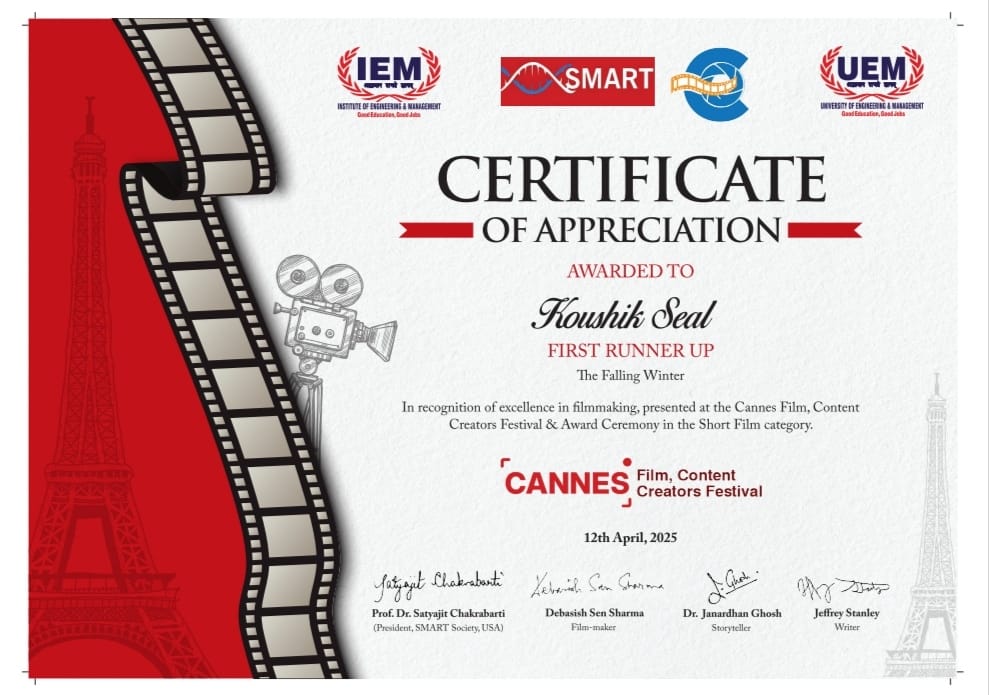 IEM
INSTITUTE OF ENGINEERING & MANAGEMENT
Good Education, Good Jobs
SMART
UEM
UNIVERSITY OF ENGINEERING & MANAGEMENT
Good Education, Good Jobs
CERTIFICATE
OF APPRECIATION
AWARDED TO
Koushik Seal
FIRST RUNNER UP
The Falling Winter
In recognition of excellence in filmmaking, presented at the Cannes Film, Content
Creators Festival & Award Ceremony in the Short Film category.
CANNES Film, Content
Creators Festival
12th April, 2025
Satyajit Chakrabarti
Debasish Sen Sharma
J. Ghosh
Prof. Dr. Satyajit Chakrabarti
(President, SMART Society, USA)
Debasish Sen Sharma
Film-maker
Dr. Janardhan Ghosh
Storyteller
Jeffrey Stanley
Writer